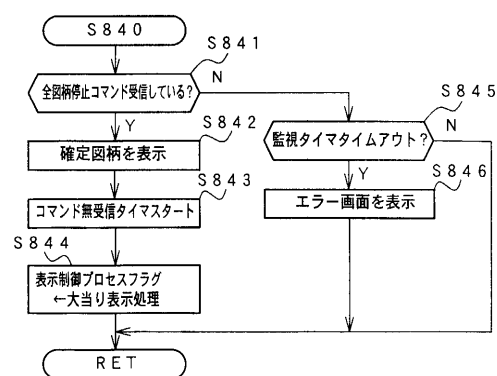 S840
S841
全図柄停止コマンド受信している?
N
S845
Y
S842
監視タイマタイムアウト?
N
確定図柄を表示
Y
S846
S843
エラー画面を表示
コマンド無受信タイマスタート
S844
表示制御プロセスフラグ
←大当り表示処理
RET